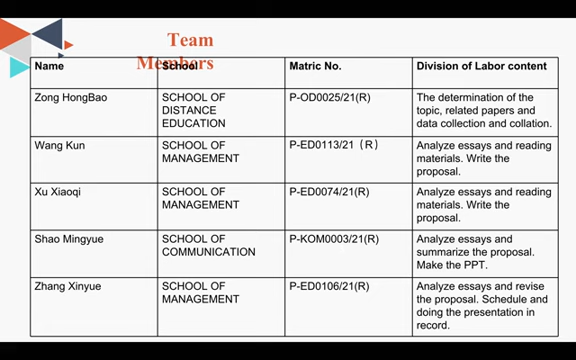 Team
Members
Name School Matric No. Division of Labor content
Zong HongBao SCHOOL OF P-OD0025/21(R) The determination of the
DISTANCE topic, related papers and
EDUCATION data collection and collation.
Wang Kun SCHOOL OF P-ED0113/21（R） Analyze essays and reading
MANAGEMENT materials. Write the
proposal.
Xu Xiaoqi SCHOOL OF P-ED0074/21(R) Analyze essays and reading
MANAGEMENT materials. Write the
proposal.
Shao Mingyue SCHOOL OF P-KOM0003/21(R) Analyze essays and
COMMUNICATION summarize the proposal.
Make the PPT.
Zhang Xinyue SCHOOL OF P-ED0106/21(R) Analyze essays and revise
MANAGEMENT the proposal. Schedule and
doing the presentation in
record.